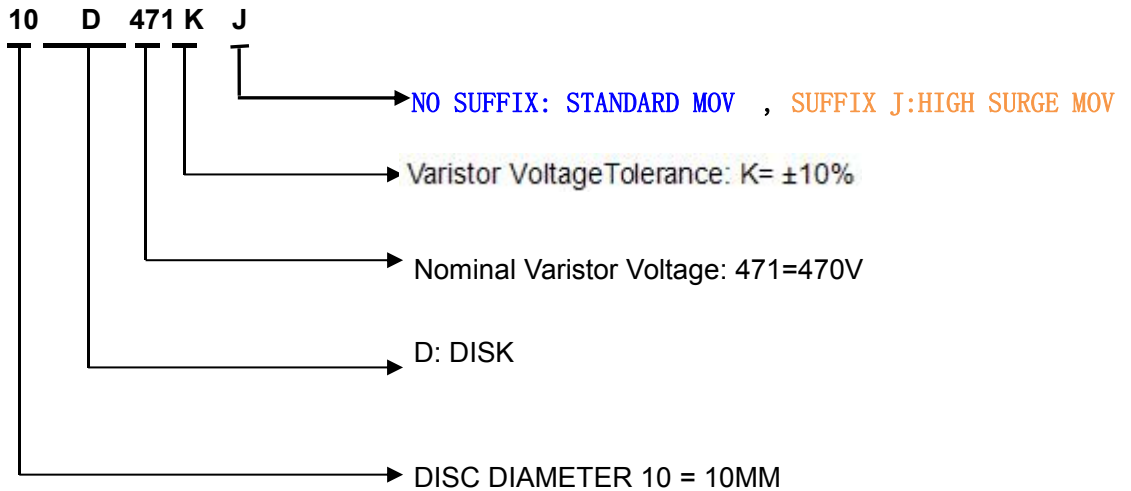 10 D 471 K J
NO SUFFIX: STANDARD MOV , SUFFIX J:HIGH SURGE MOV
Varistor VoltageTolerance: K= ±10%
Nominal Varistor Voltage: 471=470V
D: DISK
DISC DIAMETER 10 = 10MM